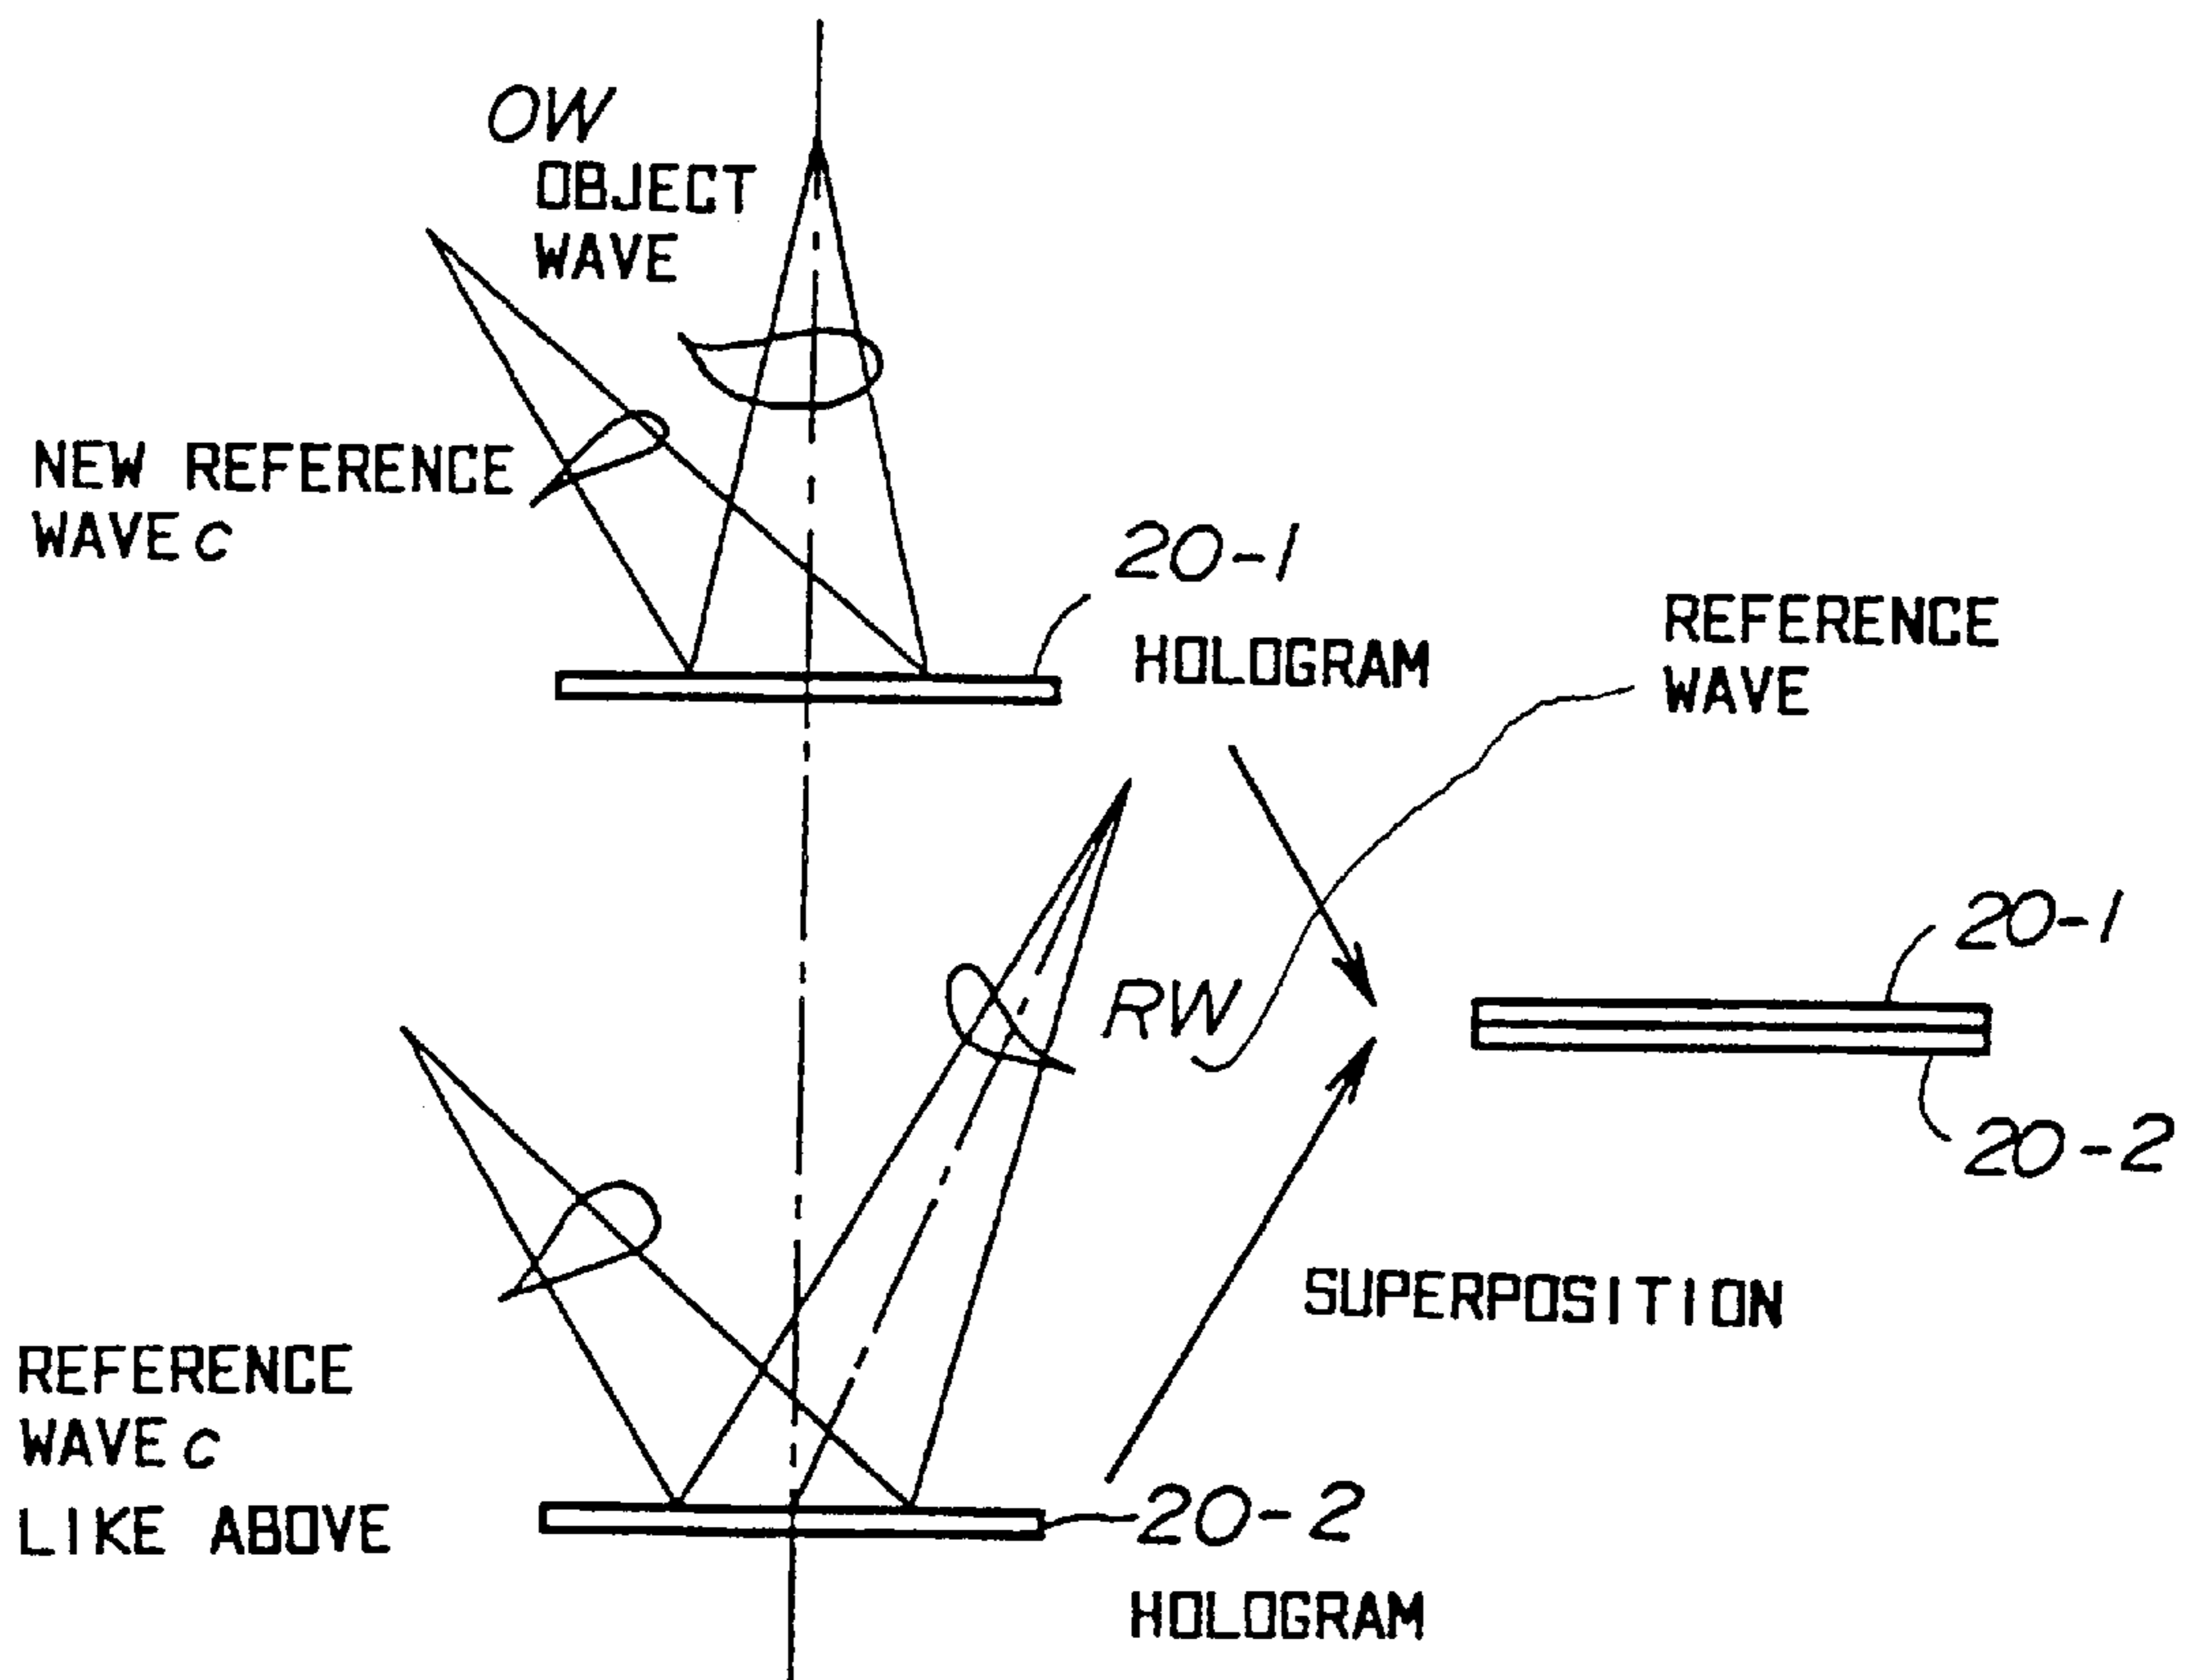 OW
OBJECT
WAVE
NEW REFERENCE
WAVE C
20-1
HOLOGRAM
REFERENCE
WAVE
RW
20-1
20-2
SUPERPOSITION
REFERENCE
WAVE C
LIKE ABOVE
20-2
HOLOGRAM